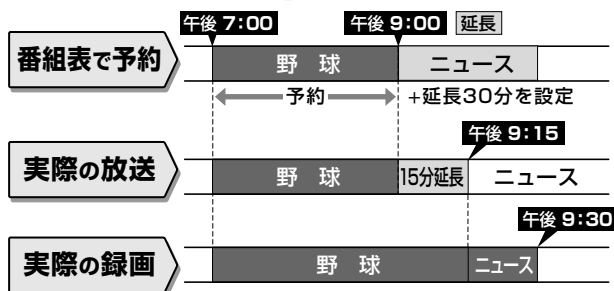 午後 7:00 午後 9:00 延長
番組表で予約 野 球 ニュース
予約 +延長30分を設定
午後 9:15
実際の放送 野 球 15分延長 ニュース
午後 9:30
実際の録画 野 球 ニュース